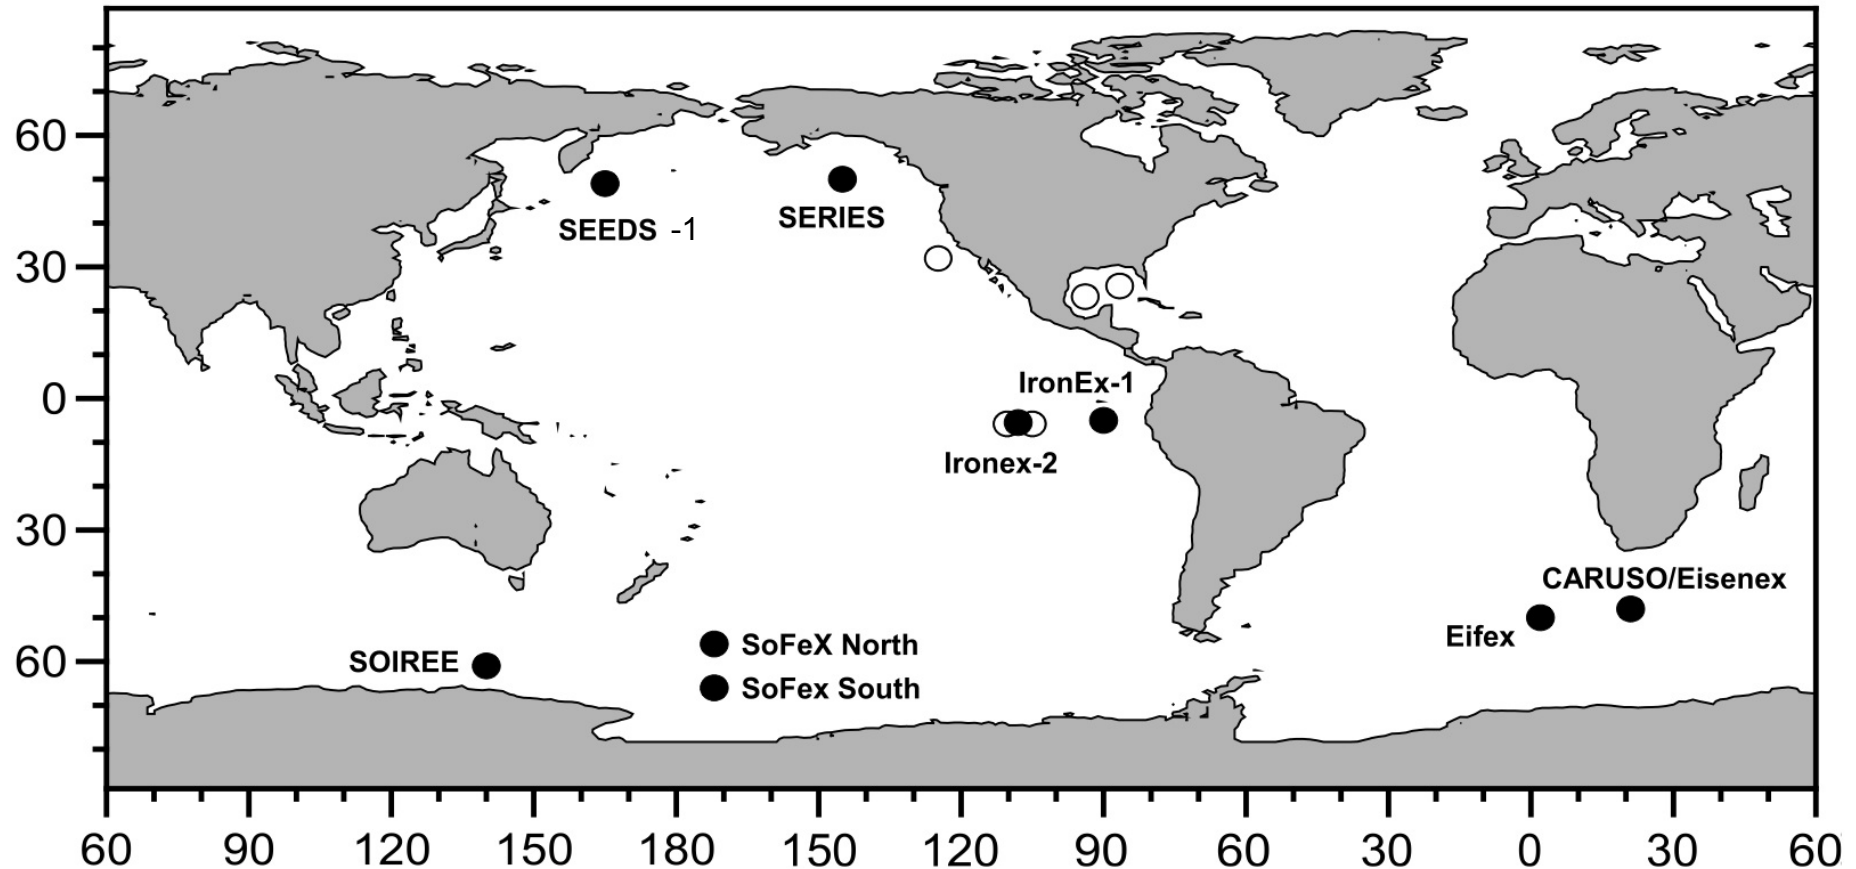 60
SEEDS -1
SERIES
30
IronEx-1
0
Ironex-2
30
CARUSO/Eisenex
Eifex
SoFeX North
60
SOIREE
SoFex South
60 90 120 150 180 150 120 90 60 30 0 30 60